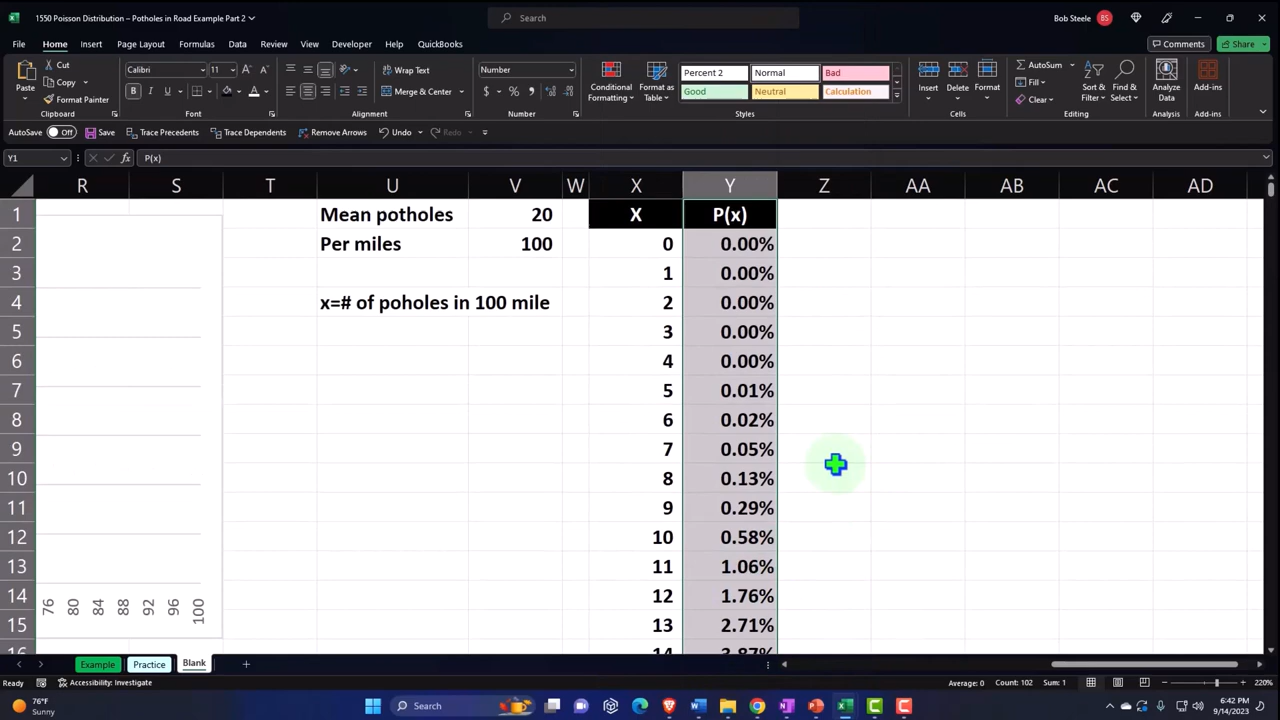 1550 Poisson Distribution – Potholes in Road Example Part 2
Search
Bob Steele
BS
File Home Insert Page Layout Formulas Data Review View Developer Help QuickBooks
Comments
Share
Paste
Cut
Copy
Format Painter
Clipboard
Calibri
11
Font
Wrap Text
Merge & Center
Alignment
Number
Number
Conditional Formatting
Format as Table
Percent 2
Normal
Bad
Good
Neutral
Calculation
Styles
Insert
Delete
Format
Cells
AutoSum
Fill
Clear
Sort & Filter
Find & Select
Editing
Analyze Data
Analysis
Add-ins
Add-ins
AutoSave Off Save Trace Precedents Trace Dependents Remove Arrows Undo Redo
Y1
fx
P(x)
R S T U V W X Y Z AA AB AC AD
1 Mean potholes 20 X P(x)
2 Per miles 100 0 0.00%
3 1 0.00%
4 x=# of poholes in 100 mile 2 0.00%
5 3 0.00%
6 4 0.00%
7 5 0.01%
8 6 0.02%
9 7 0.05%
10 8 0.13%
11 9 0.29%
12 10 0.58%
13 11 1.06%
14 12 1.76%
15 13 2.71%
16 14 3.87%
76 80 84 88 92 96 100
Example Practice Blank
Ready Accessibility: Investigate Average: 0 Count: 102 Sum: 1 220%
76°F
Sunny
Search
6:42 PM
9/14/2023